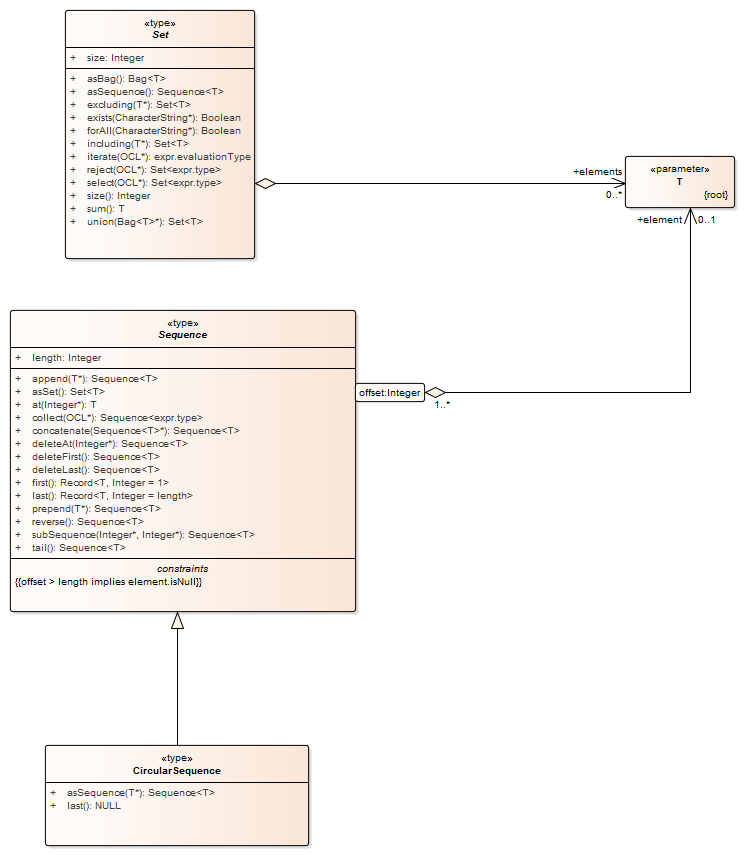 «type»
Set
+ size: Integer
+ asBag(): Bag<T>
+ asSequence(): Sequence<T>
+ excluding(T*): Set<T>
+ exists(CharacterString*): Boolean
+ forAll(CharacterString*): Boolean
+ including(T*): Set<T>
+ iterate(OCL*): expr.evaluationType
+ reject(OCL*): Set<expr.type>
+ select(OCL*): Set<expr.type>
+ size(): Integer
+ sum(): T
+ union(Bag<T>*): Set<T>
+elements
0..*
«parameter»
T
{root}
+element
0..1
«type»
Sequence
+ length: Integer
+ append(T*): Sequence<T>
+ asSet(): Set<T>
+ at(Integer*): T
+ collect(OCL*): Sequence<expr.type>
+ concatenate(Sequence<T>*): Sequence<T>
+ deleteAt(Integer*): Sequence<T>
+ deleteFirst(): Sequence<T>
+ deleteLast(): Sequence<T>
+ first(): Record<T, Integer = 1>
+ last(): Record<T, Integer = length>
+ prepend(T*): Sequence<T>
+ reverse(): Sequence<T>
+ subSequence(Integer*, Integer*): Sequence<T>
+ tail(): Sequence<T>
constraints
{{offset > length implies element.isNull}}
offset:Integer
1..*
«type»
CircularSequence
+ asSequence(T*): Sequence<T>
+ last(): NULL